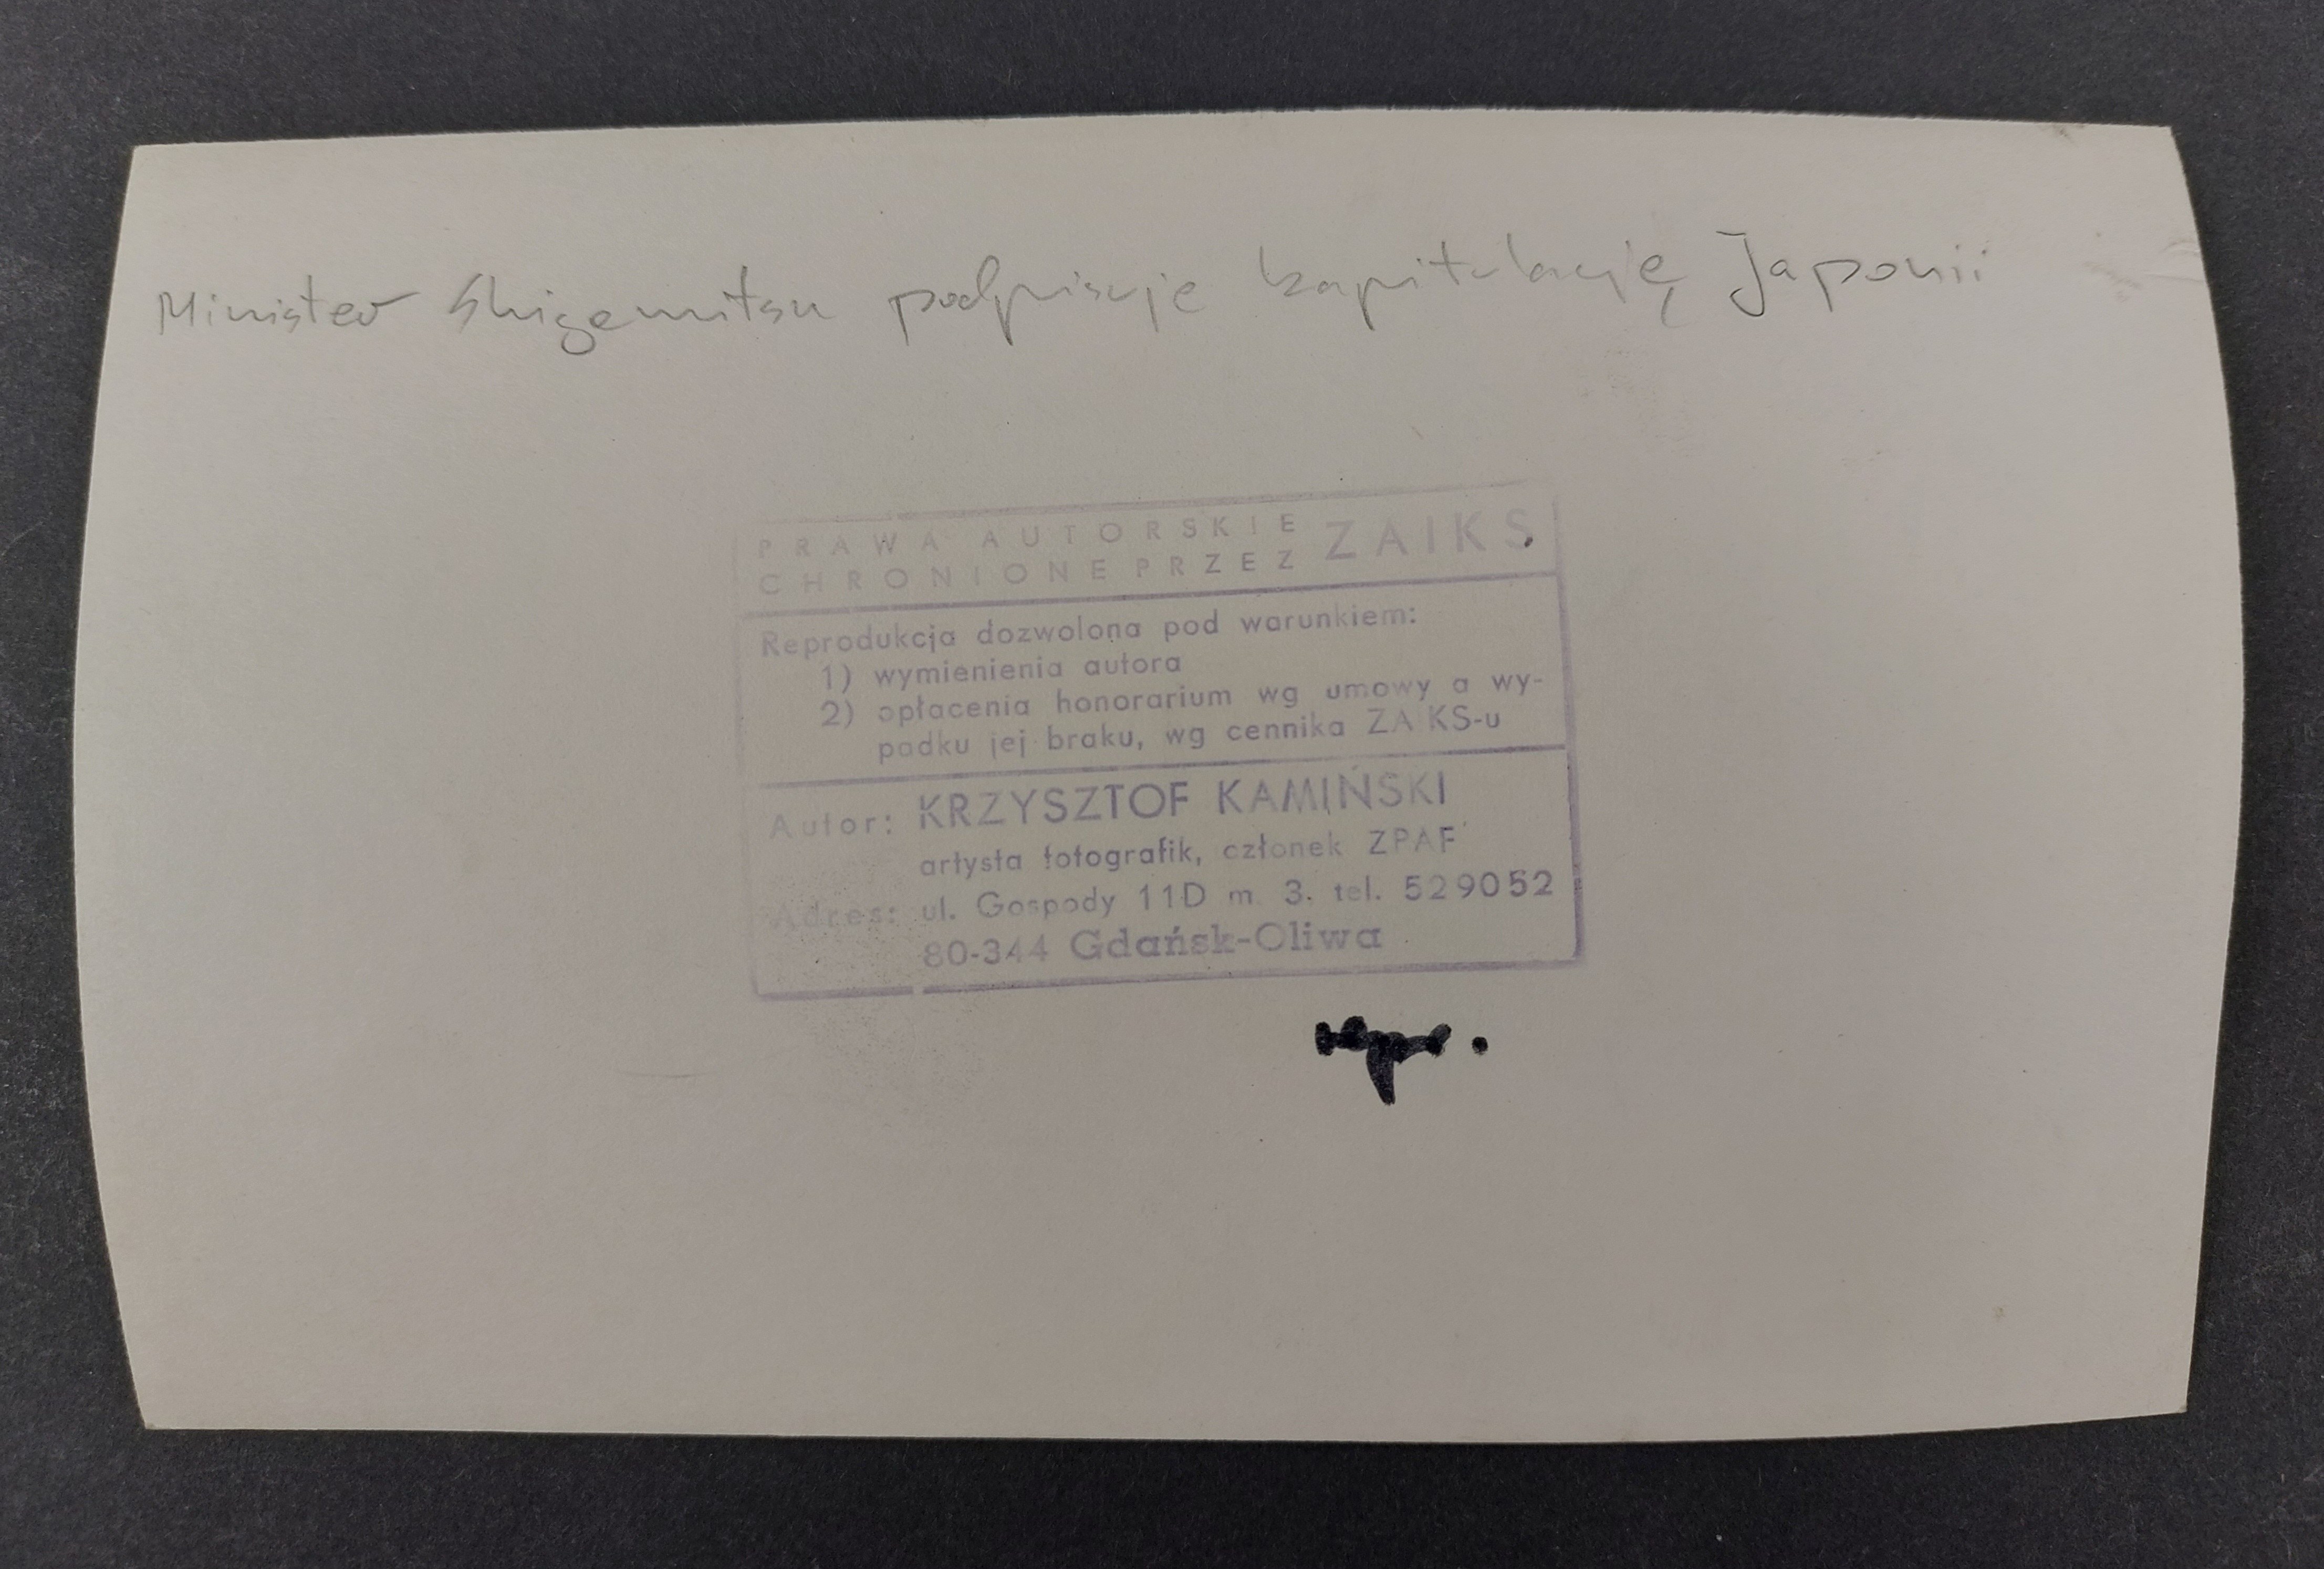 Minister Shigemitsu podpisuje kapitulację Japonii
PRAWA AUTORSKIE
CHRONIONE PRZEZ ZAIKS
Reprodukcja dozwolona pod warunkiem:
1) wymienienia autora
2) opłacenia honorarium wg umowy a wy-
padku jej braku, wg cennika ZAKS-u
Autor: KRZYSZTOF KAMIŃSKI
artysta fotografik, członek ZPAF
Adres: ul. Gospody 11D m. 3. tel. 529052
80-344 Gdańsk-Oliwa
repr.